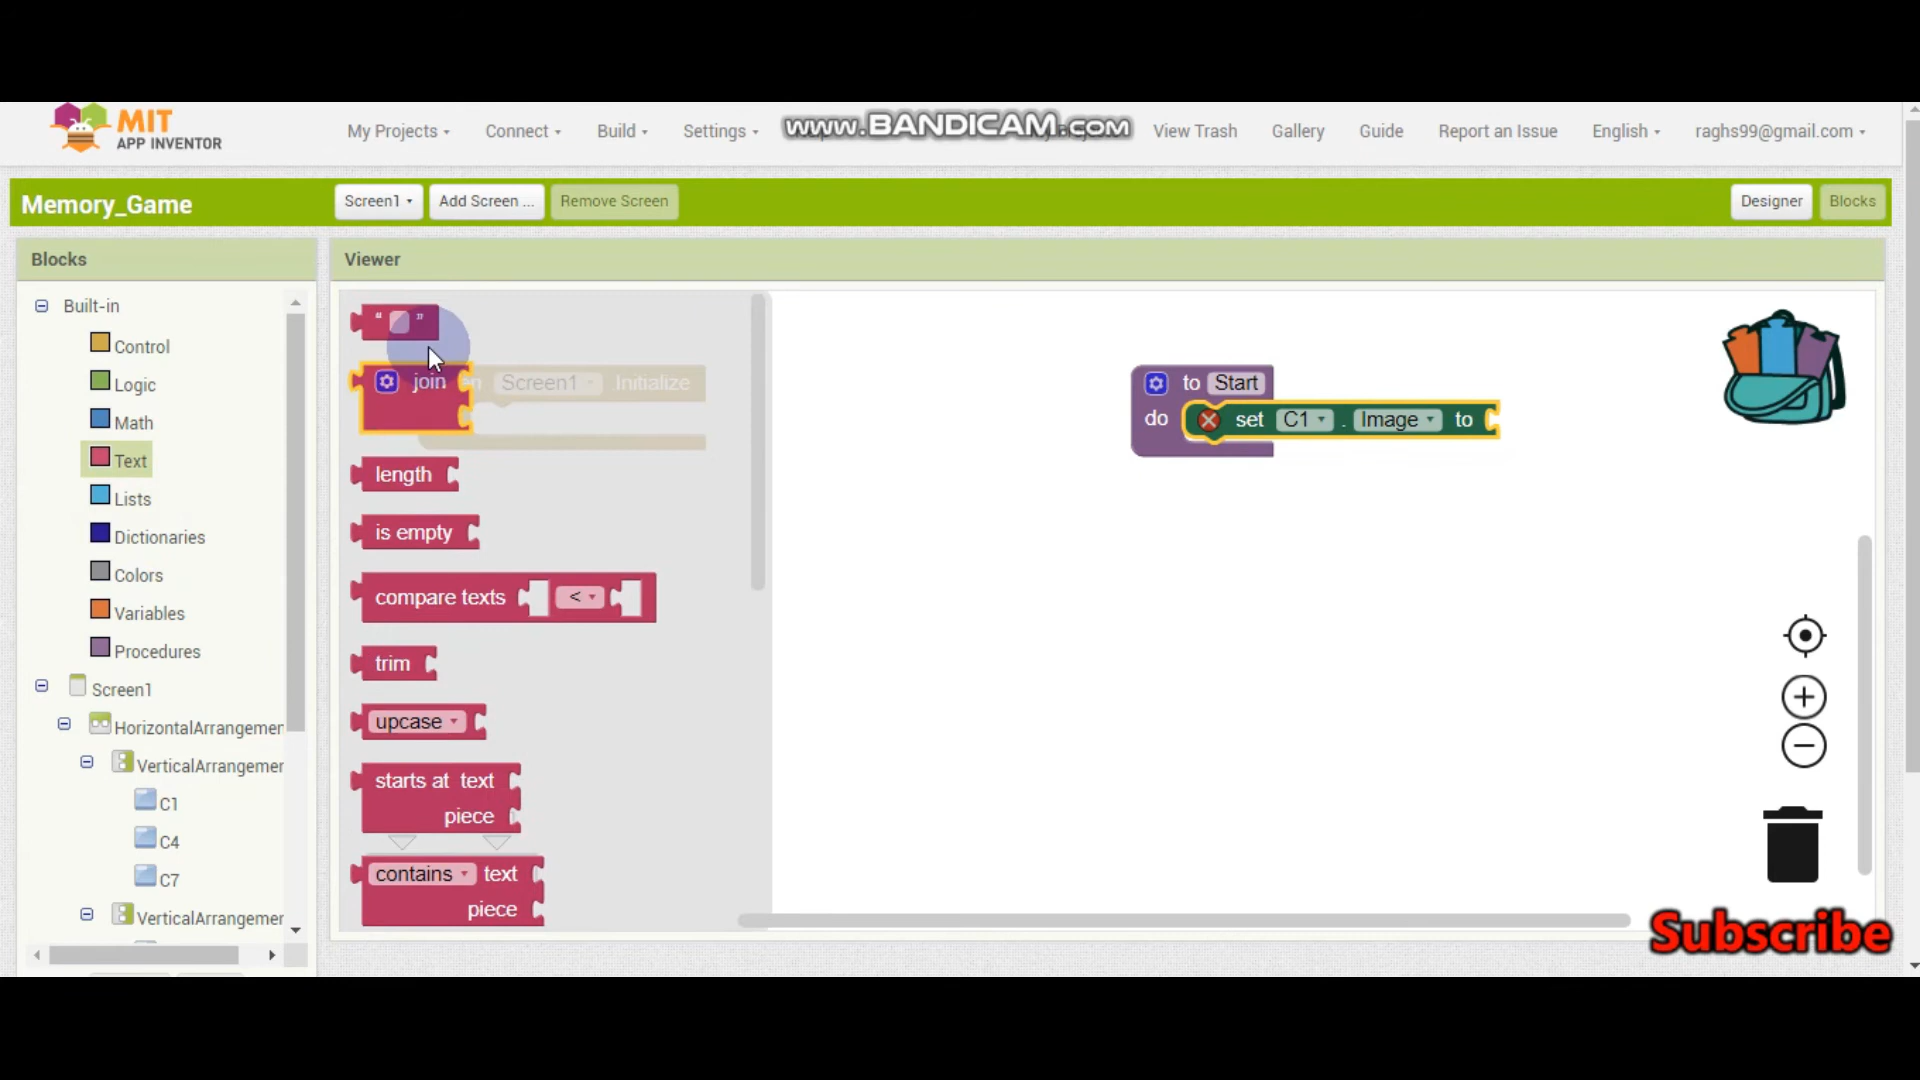 MIT
APP INVENTOR
My Projects
Connect
Build
Settings
www.BANDICAM.com
View Trash
Gallery
Guide
Report an Issue
English
raghs99@gmail.com
Memory_Game
Screen1
Add Screen ...
Remove Screen
Designer
Blocks
Blocks
Viewer
Built-in
Control
Logic
Math
Text
Lists
Dictionaries
Colors
Variables
Procedures
Screen1
HorizontalArrangemen
VerticalArrangemen
C1
C4
C7
VerticalArrangemen
“ ”
join
Screen1 Initialize
length
is empty
compare texts <
trim
upcase
starts at text
piece
contains text
piece
to Start
do set C1 . Image to
Subscribe